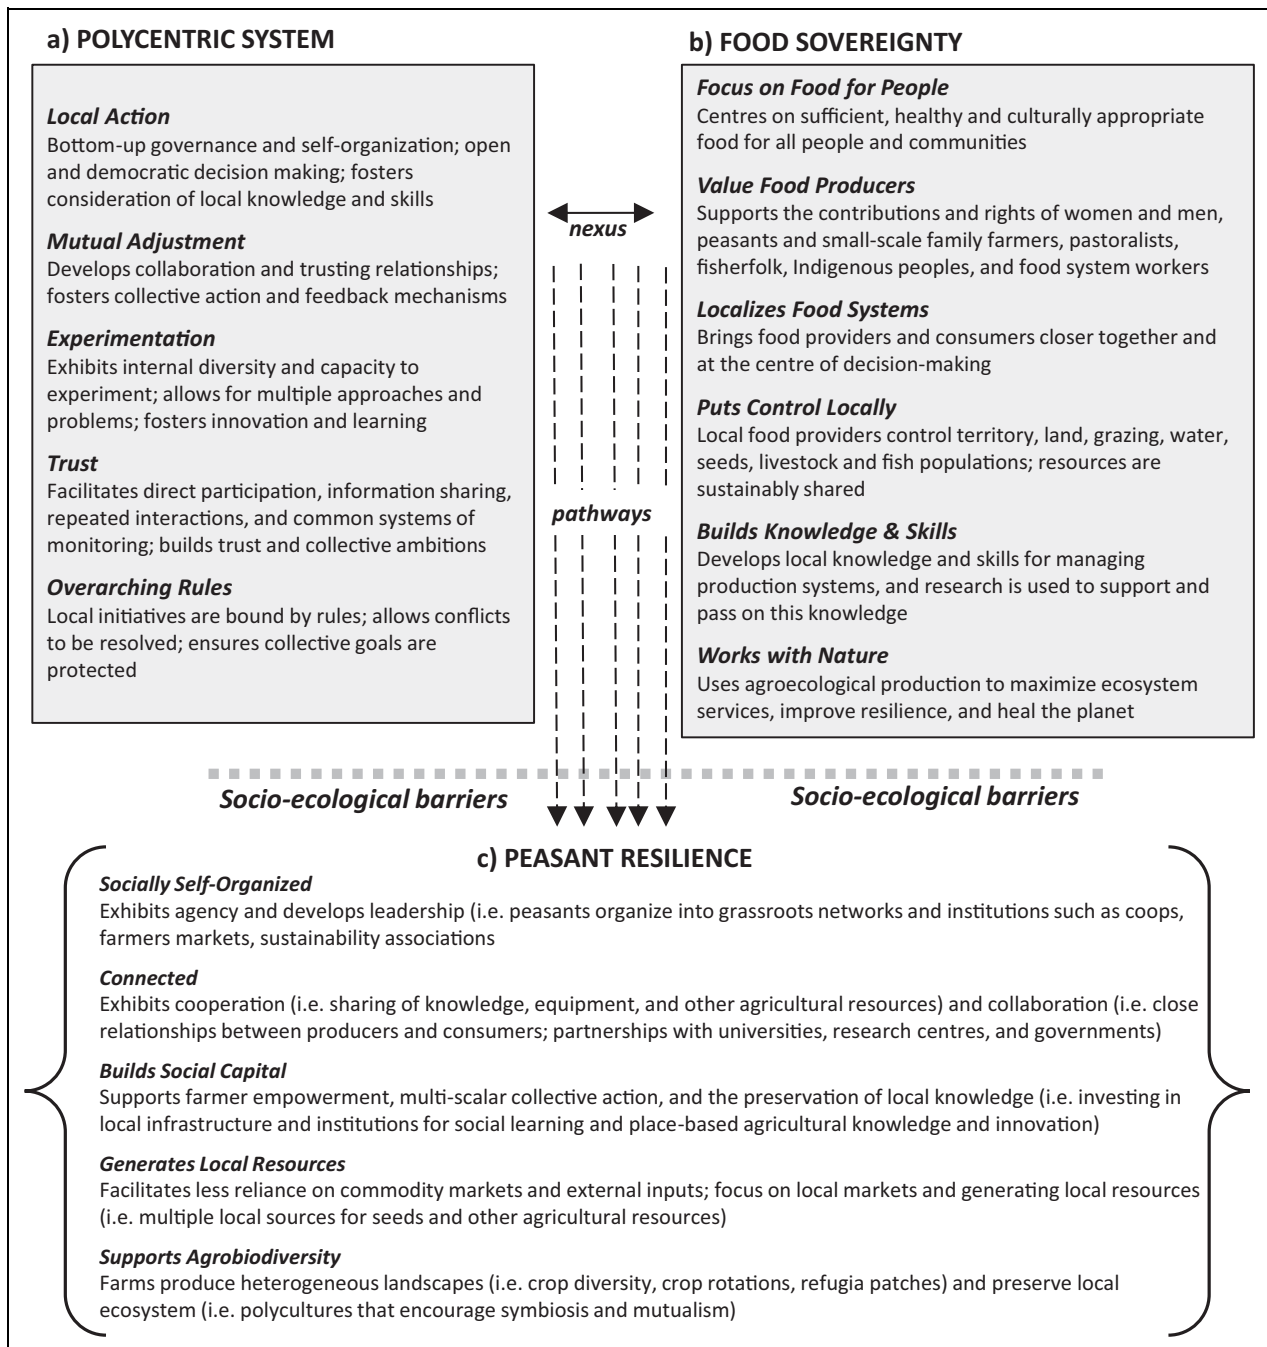 a) POLYCENTRIC SYSTEM
Local Action
Bottom-up governance and self-organization; open
and democratic decision making; fosters
consideration of local knowledge and skills
Mutual Adjustment
Develops collaboration and trusting relationships;
fosters collective action and feedback mechanisms
Experimentation
Exhibits internal diversity and capacity to
experiment; allows for multiple approaches and
problems; fosters innovation and learning
Trust
Facilitates direct participation, information sharing,
repeated interactions, and common systems of
monitoring; builds trust and collective ambitions
Overarching Rules
Local initiatives are bound by rules; allows conflicts
to be resolved; ensures collective goals are
protected
nexus
pathways
b) FOOD SOVEREIGNTY
Focus on Food for People
Centres on sufficient, healthy and culturally appropriate
food for all people and communities
Value Food Producers
Supports the contributions and rights of women and men,
peasants and small-scale family farmers, pastoralists,
fisherfolk, Indigenous peoples, and food system workers
Localizes Food Systems
Brings food providers and consumers closer together and
at the centre of decision-making
Puts Control Locally
Local food providers control territory, land, grazing, water,
seeds, livestock and fish populations; resources are
sustainably shared
Builds Knowledge & Skills
Develops local knowledge and skills for managing
production systems, and research is used to support and
pass on this knowledge
Works with Nature
Uses agroecological production to maximize ecosystem
services, improve resilience, and heal the planet
Socio-ecological barriers
Socio-ecological barriers
c) PEASANT RESILIENCE
Socially Self-Organized
Exhibits agency and develops leadership (i.e. peasants organize into grassroots networks and institutions such as coops,
farmers markets, sustainability associations
Connected
Exhibits cooperation (i.e. sharing of knowledge, equipment, and other agricultural resources) and collaboration (i.e. close
relationships between producers and consumers; partnerships with universities, research centres, and governments)
Builds Social Capital
Supports farmer empowerment, multi-scalar collective action, and the preservation of local knowledge (i.e. investing in
local infrastructure and institutions for social learning and place-based agricultural knowledge and innovation)
Generates Local Resources
Facilitates less reliance on commodity markets and external inputs; focus on local markets and generating local resources
(i.e. multiple local sources for seeds and other agricultural resources)
Supports Agrobiodiversity
Farms produce heterogeneous landscapes (i.e. crop diversity, crop rotations, refugia patches) and preserve local
ecosystem (i.e. polycultures that encourage symbiosis and mutualism)